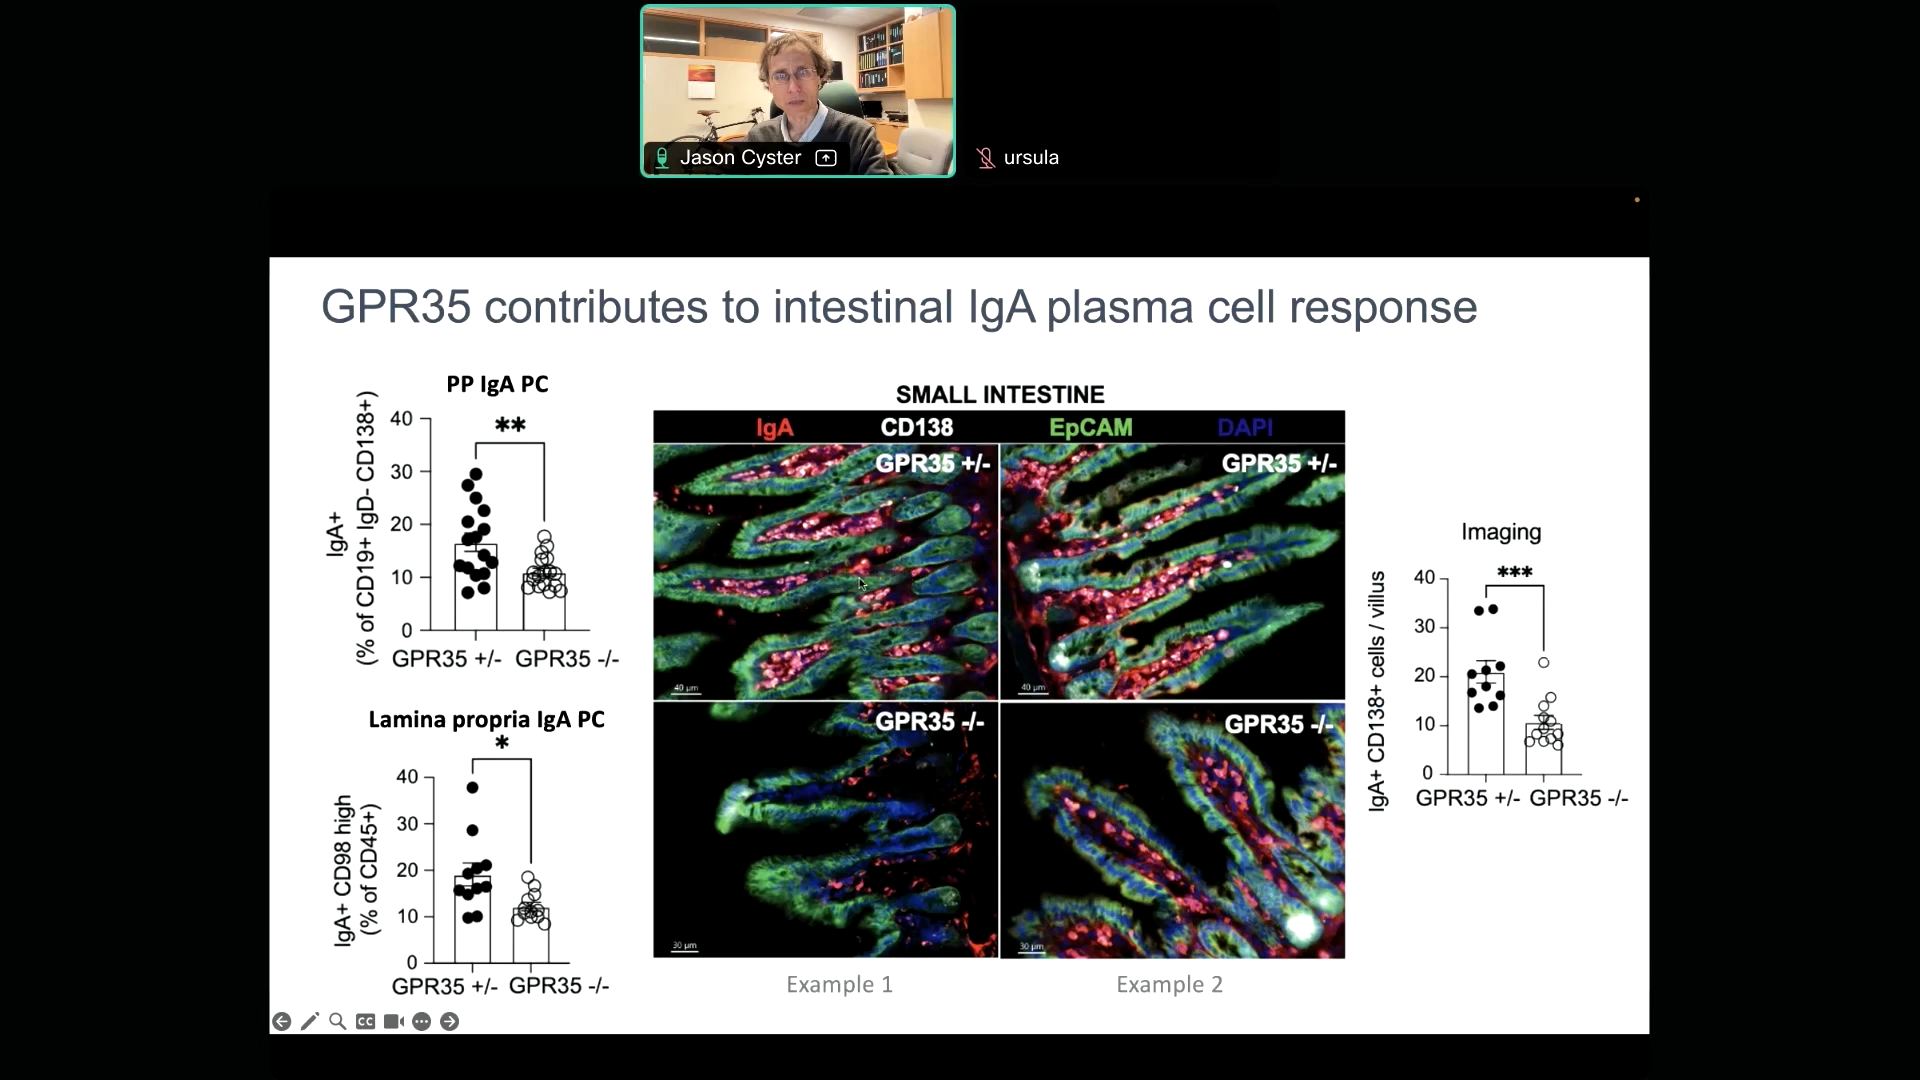 Jason Cyster
ursula
GPR35 contributes to intestinal IgA plasma cell response
PP IgA PC
**
IgA+
(% of CD19+ IgD- CD138+)
40
30
20
10
0
GPR35 +/- GPR35 -/-
Lamina propria IgA PC
*
IgA+ CD98 high
(% of CD45+)
40
30
20
10
0
GPR35 +/- GPR35 -/-
SMALL INTESTINE
IgA CD138 EpCAM DAPI
GPR35 +/-
40 µm
GPR35 +/-
40 µm
GPR35 -/-
30 µm
GPR35 -/-
30 µm
Example 1
Example 2
Imaging
***
IgA+ CD138+ cells / villus
40
30
20
10
0
GPR35 +/- GPR35 -/-
CC